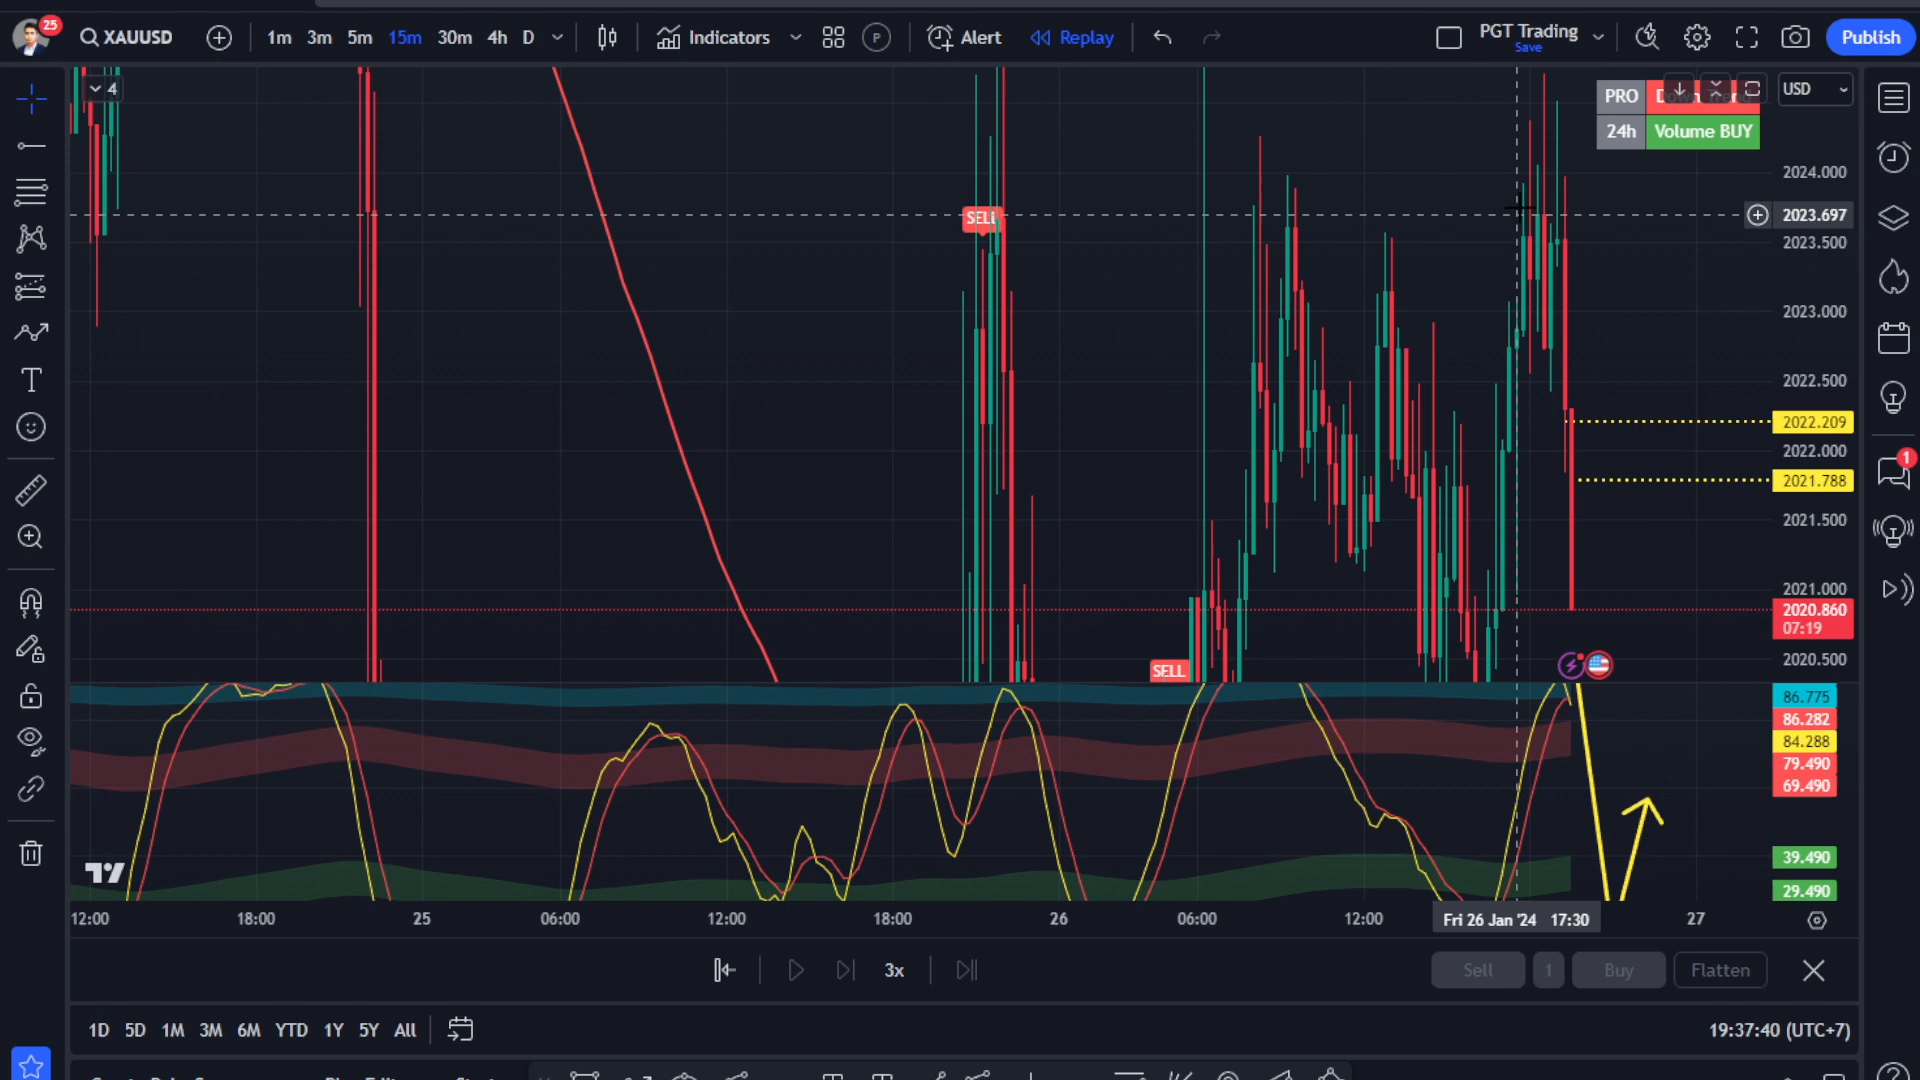 25
XAUUSD
1m 3m 5m 15m 30m 4h D
Indicators
P
Alert
Replay
PGT Trading
Save
Publish
4
PRO
24h Volume BUY
USD
2024.000
2023.697
2023.500
2023.000
2022.500
2022.209
2022.000
2021.788
2021.500
2021.000
2020.860
07:19
2020.500
SELL
SELL
1
T
86.775
86.282
84.288
79.490
69.490
39.490
29.490
12:00 18:00 25 06:00 12:00 18:00 26 06:00 12:00 Fri 26 Jan '24 17:30 27
3x
Sell 1 Buy Flatten
1D 5D 1M 3M 6M YTD 1Y 5Y All
19:37:40 (UTC+7)